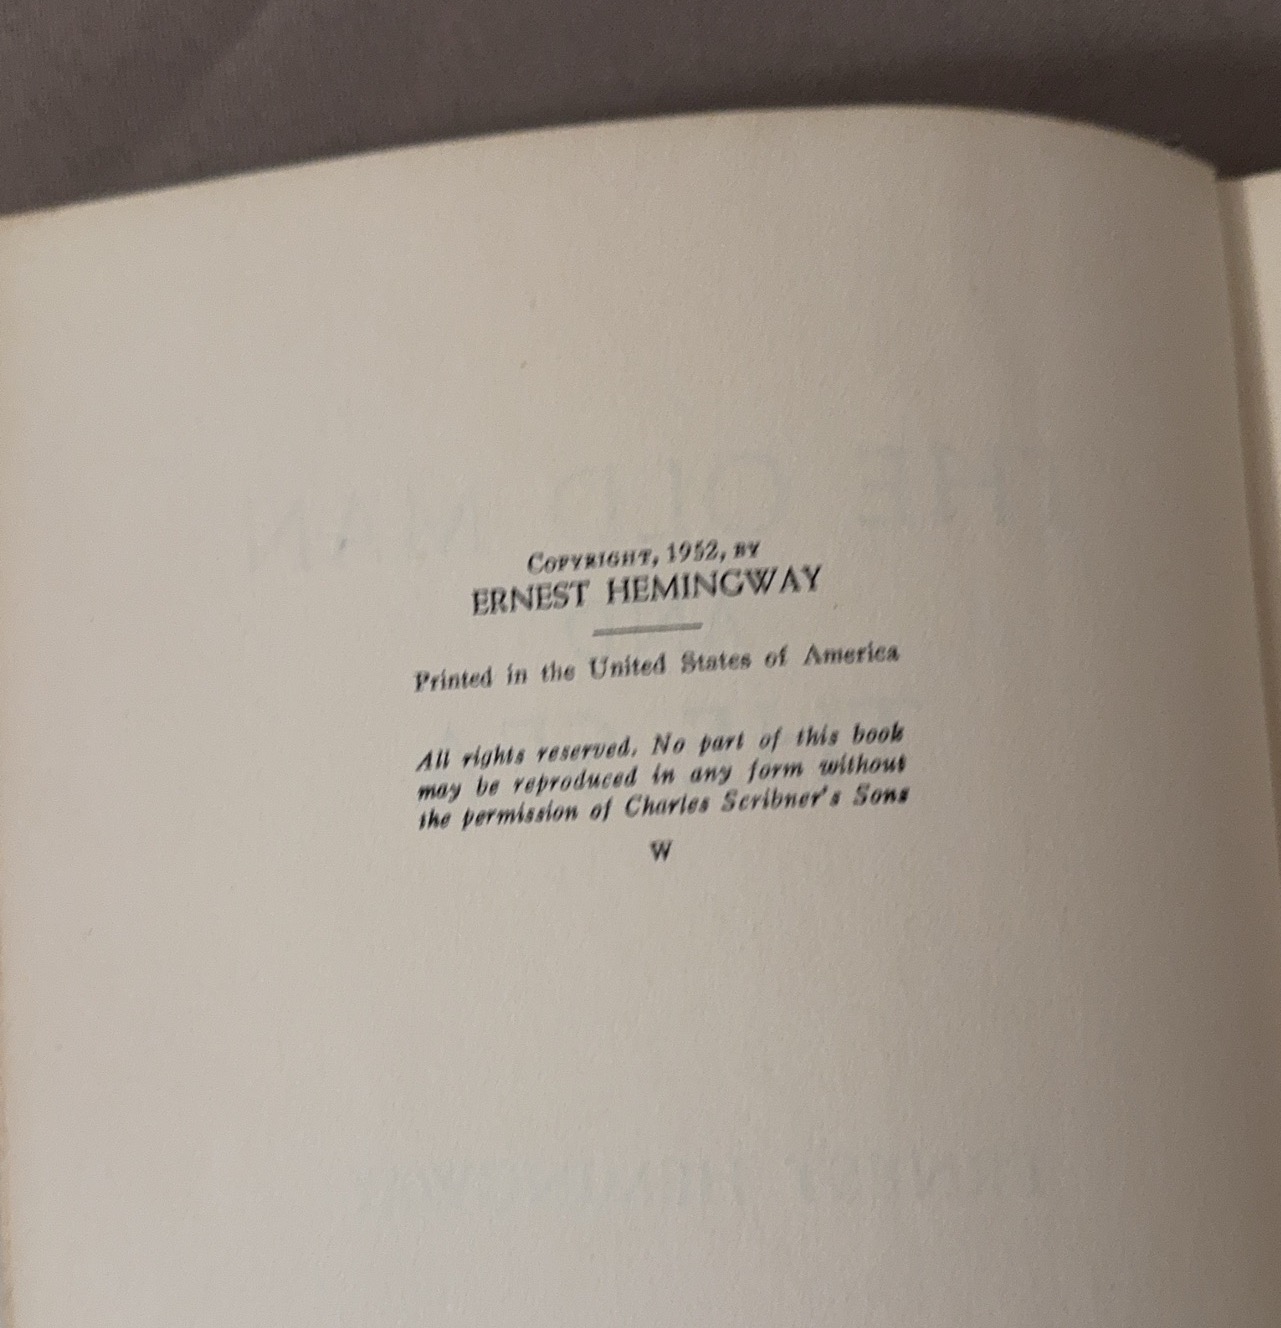 COPYRIGHT, 1952, BY
ERNEST HEMINGWAY
Printed in the United States of America
All rights reserved. No part of this book
may be reproduced in any form without
the permission of Charles Scribner's Sons
W